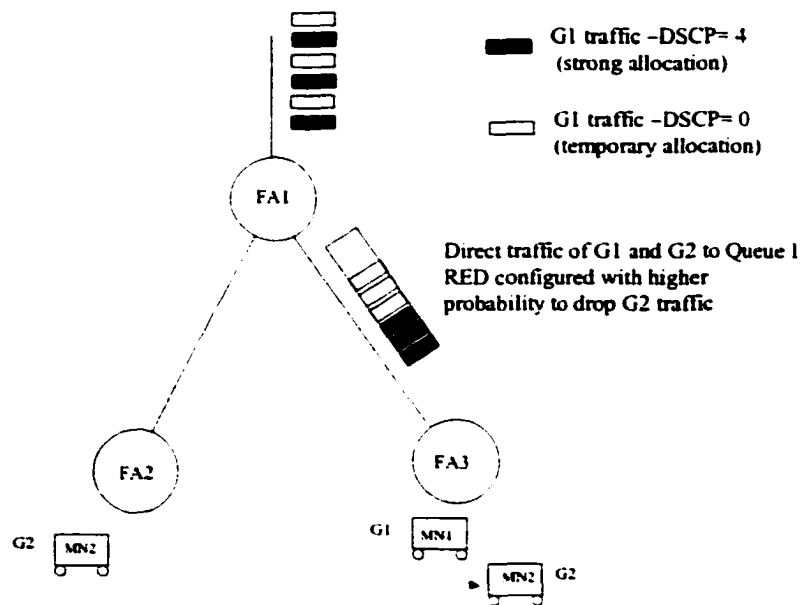 G1 traffic –DSCP= 4
(strong allocation)
G1 traffic –DSCP= 0
(temporary allocation)
FA1
Direct traffic of G1 and G2 to Queue 1
RED configured with higher
probability to drop G2 traffic
FA2
FA3
G2
MN2
G1
MN1
MN2
G2